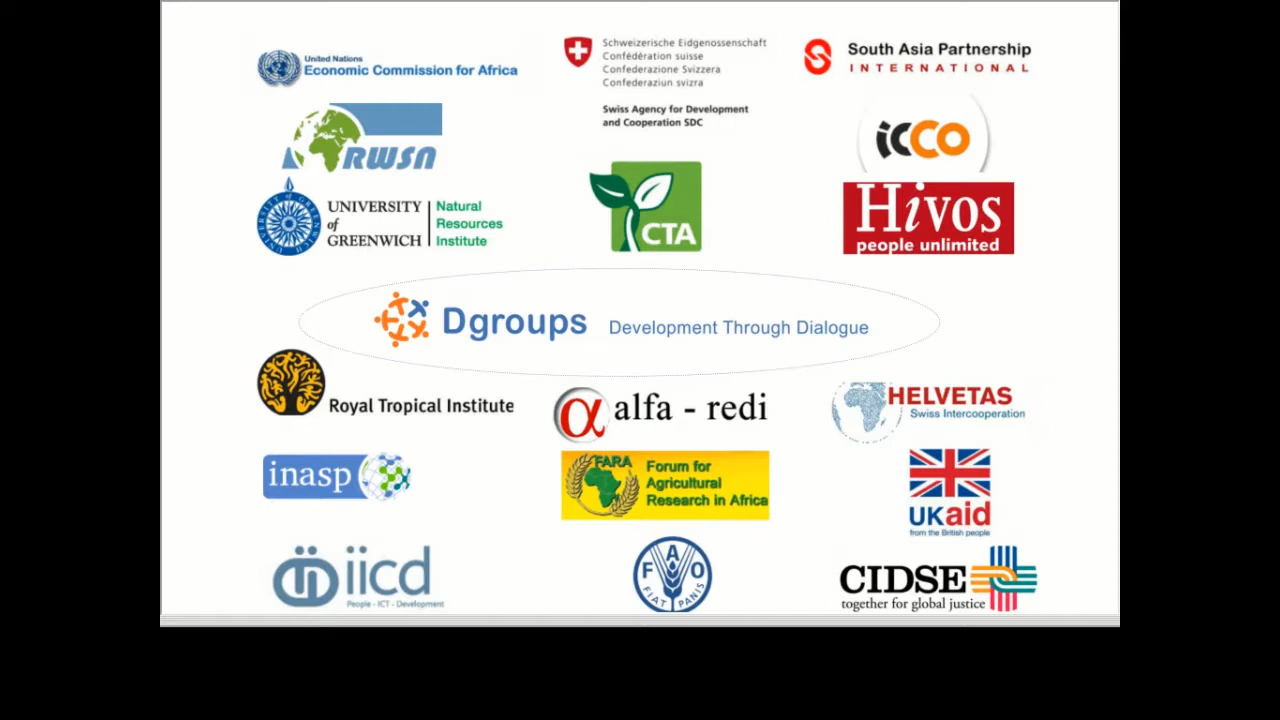 United Nations
Economic Commission for Africa
Schweizerische Eidgenossenschaft
Confédération suisse
Confederazione Svizzera
Confederaziun svizra
Swiss Agency for Development
and Cooperation SDC
South Asia Partnership
INTERNATIONAL
RWSN
icco
UNIVERSITY of GREENWICH
UNIVERSITY
of
GREENWICH
Natural
Resources
Institute
CTA
Hivos
people unlimited
Dgroups Development Through Dialogue
Royal Tropical Institute
α alfa - redi
HELVETAS
Swiss Intercooperation
inasp
FARA
Forum for
Agricultural
Research in Africa
UKaid
from the British people
iicd
People - ICT - Development
F A O
FIAT PANIS
CIDSE
together for global justice